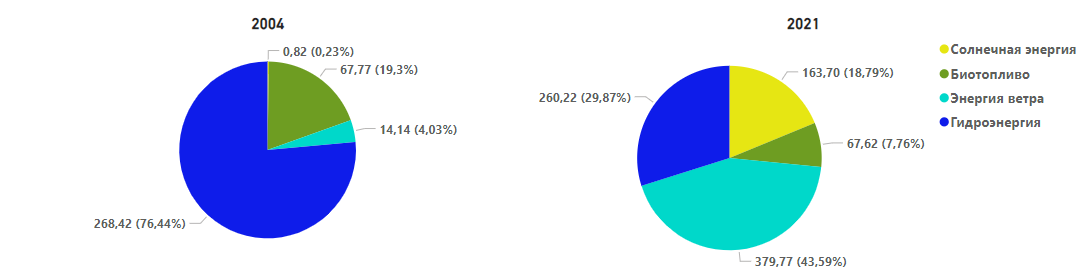 2004
0,82 (0,23%)
67,77 (19,3%)
14,14 (4,03%)
268,42 (76,44%)
2021
163,70 (18,79%)
260,22 (29,87%)
67,62 (7,76%)
379,77 (43,59%)
Солнечная энергия
Биотопливо
Энергия ветра
Гидроэнергия